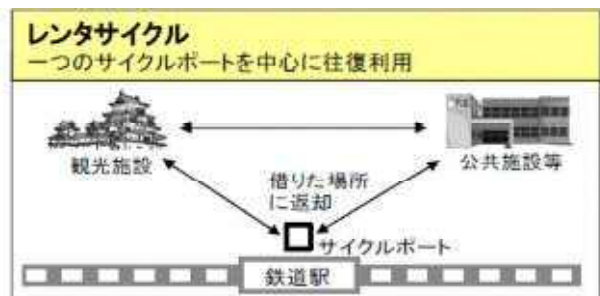 レンタサイクル
一つのサイクルポートを中心に往復利用
観光施設
公共施設等
借りた場所
に返却
サイクルポート
鉄道駅